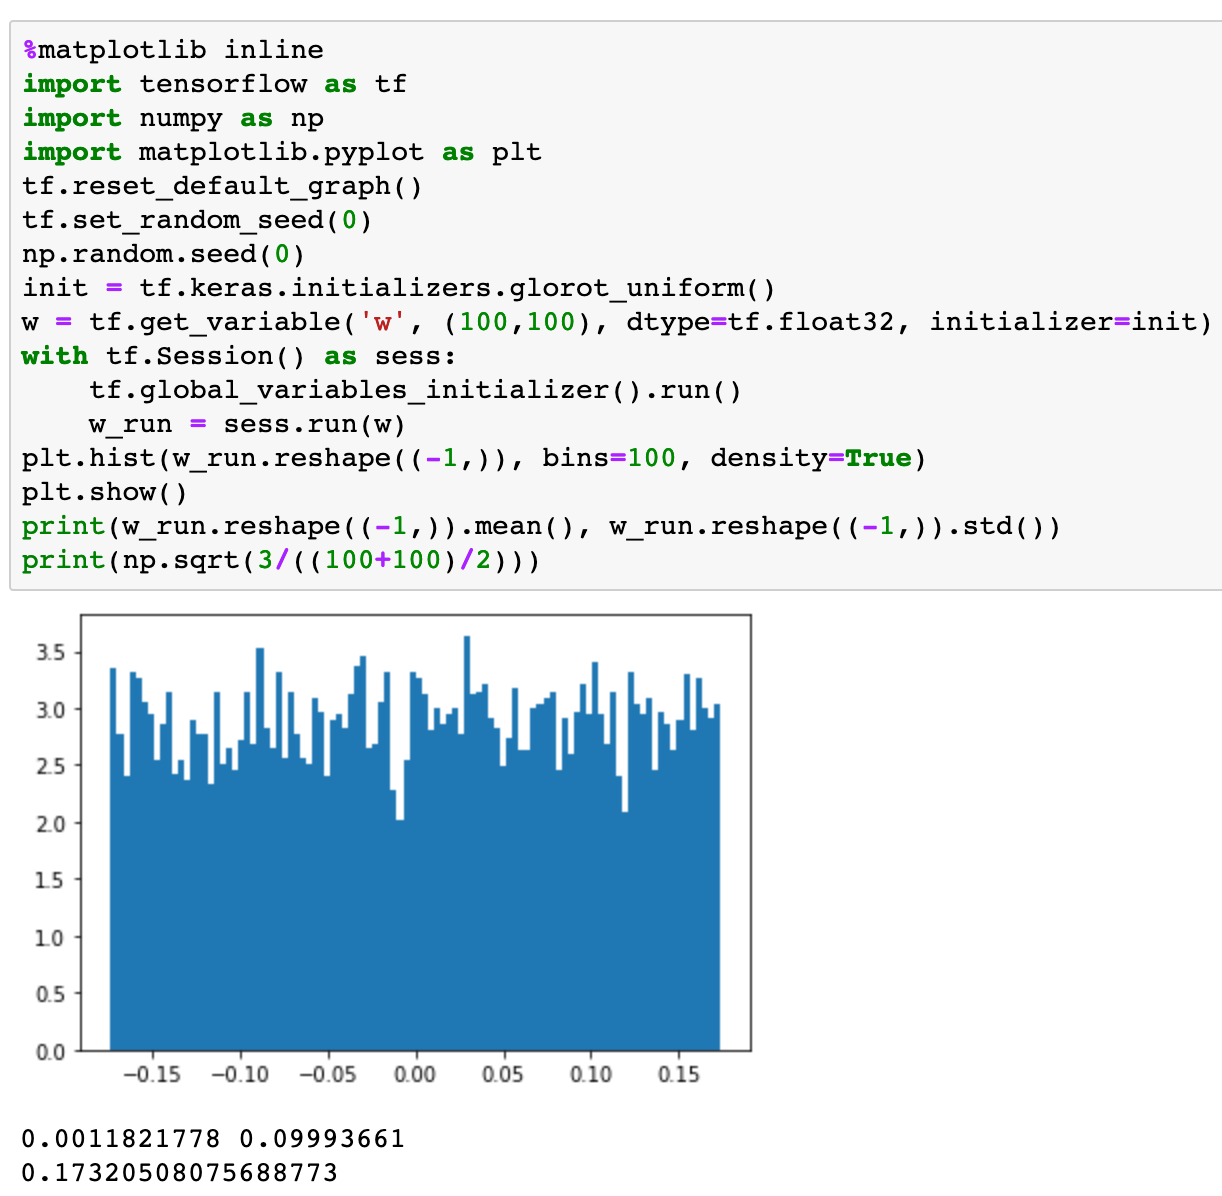 %matplotlib inline
import tensorflow as tf
import numpy as np
import matplotlib.pyplot as plt
tf.reset_default_graph()
tf.set_random_seed(0)
np.random.seed(0)
init = tf.keras.initializers.glorot_uniform()
w = tf.get_variable('w', (100,100), dtype=tf.float32, initializer=init)
with tf.Session() as sess:
    tf.global_variables_initializer().run()
    w_run = sess.run(w)
plt.hist(w_run.reshape((-1,)), bins=100, density=True)
plt.show()
print(w_run.reshape((-1,)).mean(), w_run.reshape((-1,)).std())
print(np.sqrt(3/((100+100)/2)))
3.5
3.0
2.5
2.0
1.5
1.0
0.5
0.0
−0.15 −0.10 −0.05 0.00 0.05 0.10 0.15
0.0011821778 0.09993661
0.17320508075688773